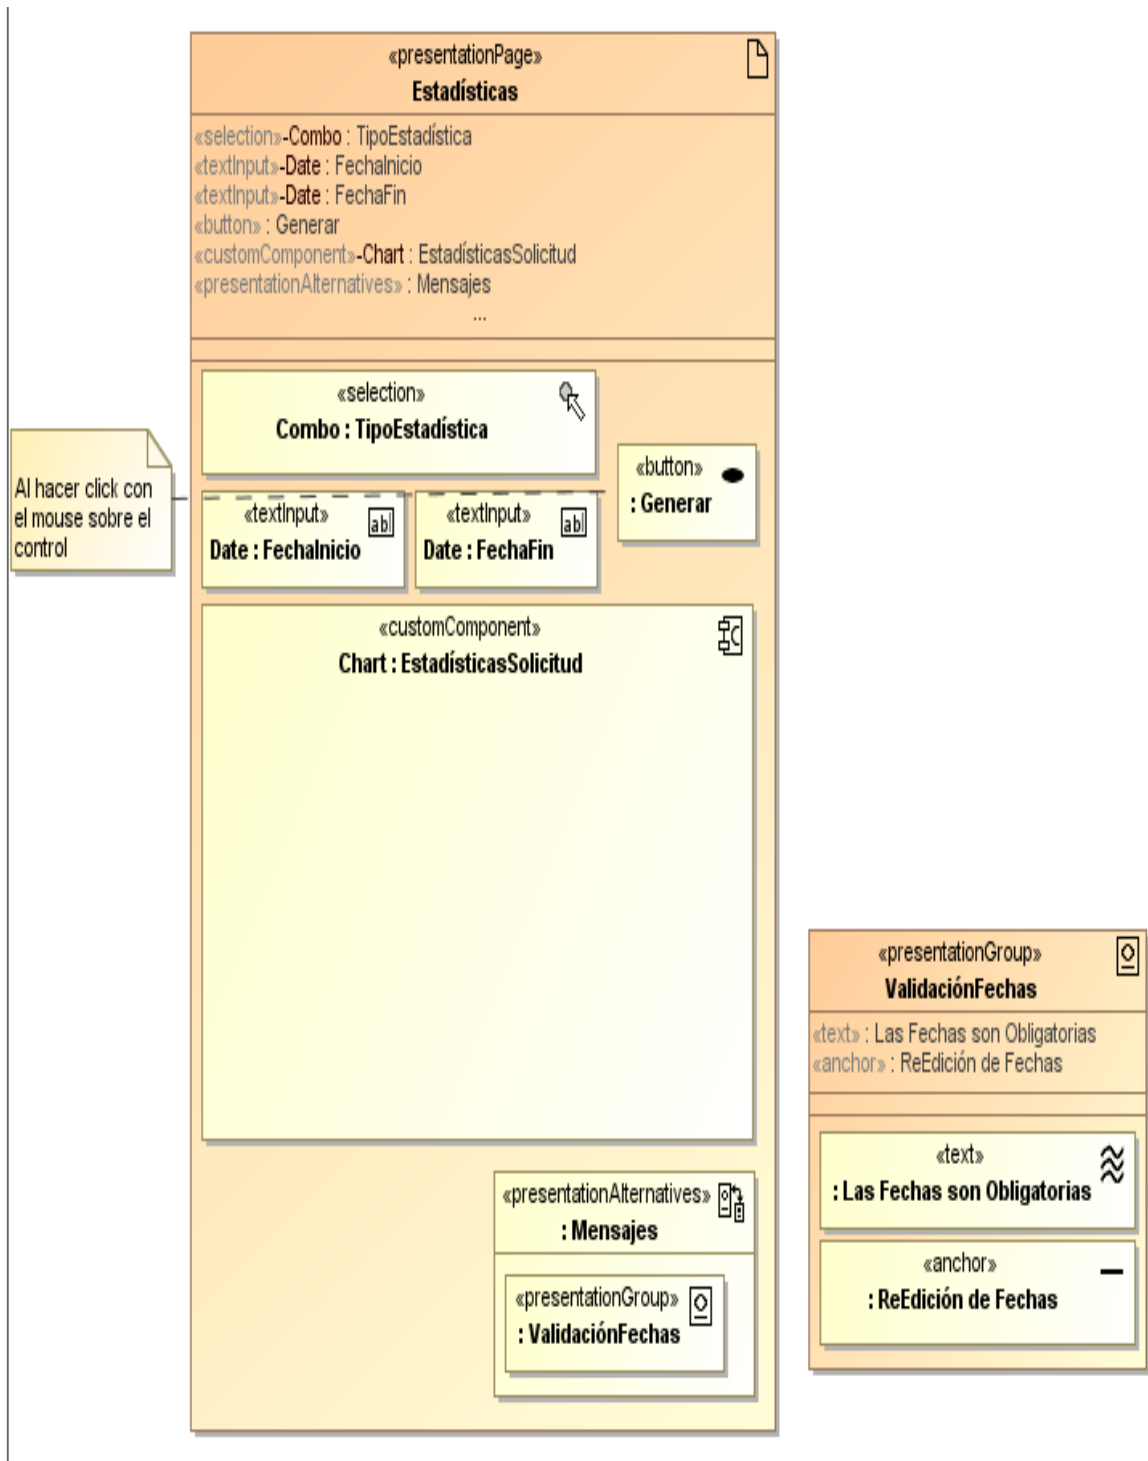 «presentationPage»
Estadísticas
«selection»-Combo : TipoEstadística
«textInput»-Date : FechaInicio
«textInput»-Date : FechaFin
«button» : Generar
«customComponent»-Chart : EstadísticasSolicitud
«presentationAlternatives» : Mensajes
...
«selection»
Combo : TipoEstadística
Al hacer click con
el mouse sobre el
control
«textInput»
Date : FechaInicio
«textInput»
Date : FechaFin
«button»
: Generar
«customComponent»
Chart : EstadísticasSolicitud
«presentationAlternatives»
: Mensajes
«presentationGroup»
: ValidaciónFechas
«presentationGroup»
ValidaciónFechas
«text» : Las Fechas son Obligatorias
«anchor» : ReEdición de Fechas
«text»
: Las Fechas son Obligatorias
«anchor»
: ReEdición de Fechas